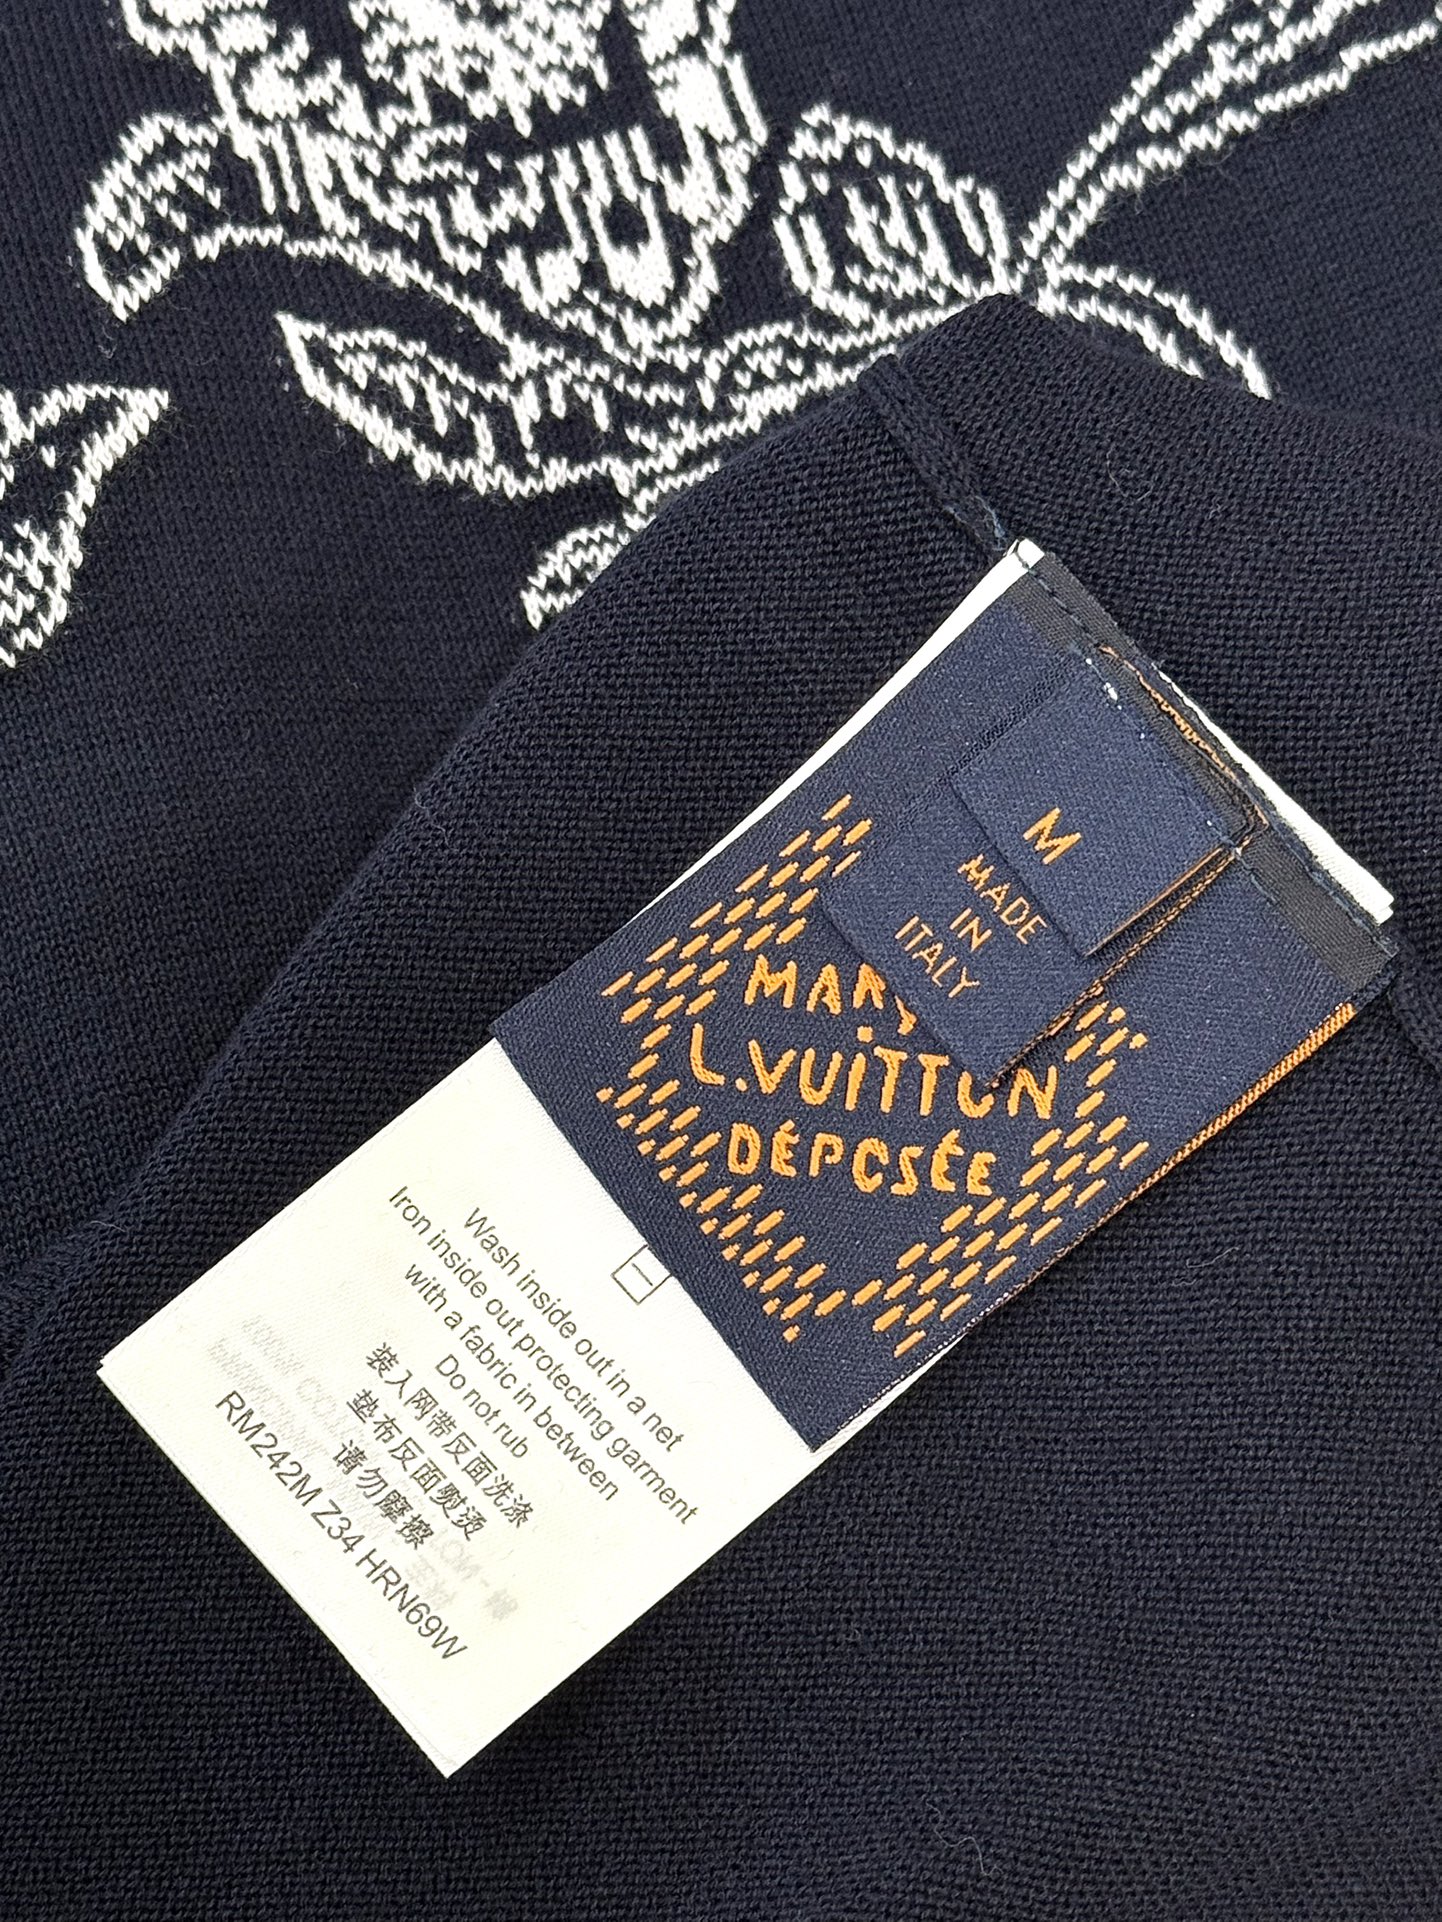 M
MADE
IN
ITALY
L.VUITTON
DÉPOSÉE
Wash inside out in a net
Iron inside out protecting garment
with a fabric in between
Do not rub
装入网带反面洗涤
垫布反面熨烫
请勿摩擦
RM242M Z34 HRN69W